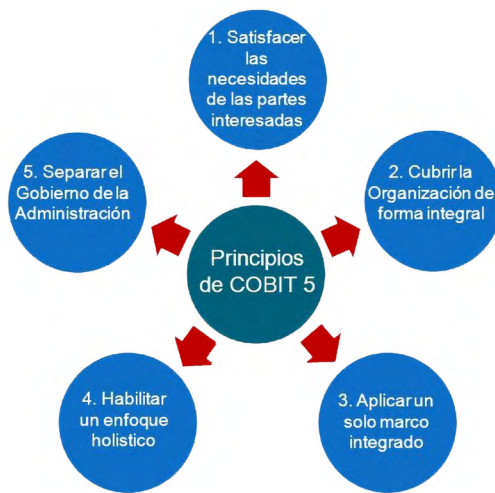 1. Satisfacer
las
necesidades
de las partes
interesadas
2. Cubrir la
Organización de
forma integral
3. Aplicar un
solo marco
integrado
4. Habilitar
un enfoque
holistico
5. Separar el
Gobierno de la
Administración
Principios
de COBIT 5